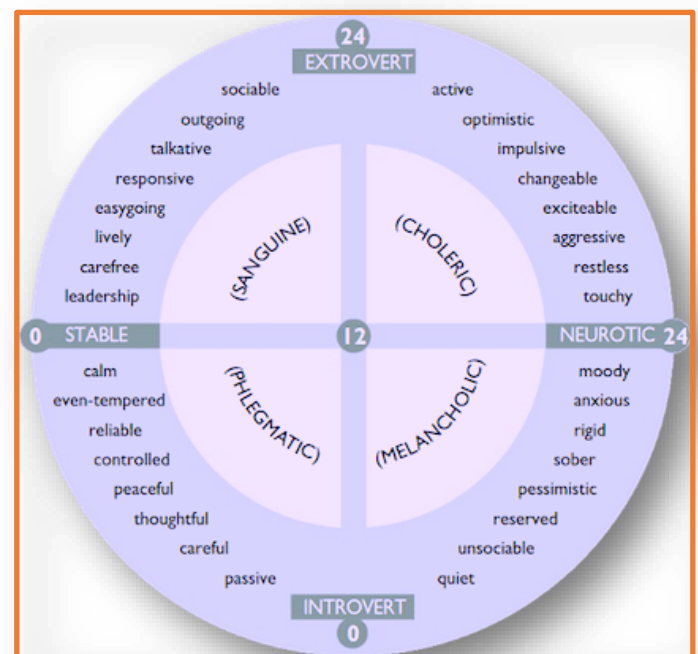 24
EXTROVERT
sociable
active
outgoing
optimistic
talkative
impulsive
responsive
changeable
easygoing
exciteable
lively
aggressive
carefree
restless
leadership
touchy
(SANGUINE)
(CHOLERIC)
0 STABLE
12
NEUROTIC 24
(PHLEGMATIC)
(MELANCHOLIC)
calm
moody
even-tempered
anxious
reliable
rigid
controlled
sober
peaceful
pessimistic
thoughtful
reserved
careful
unsociable
passive
quiet
INTROVERT
0